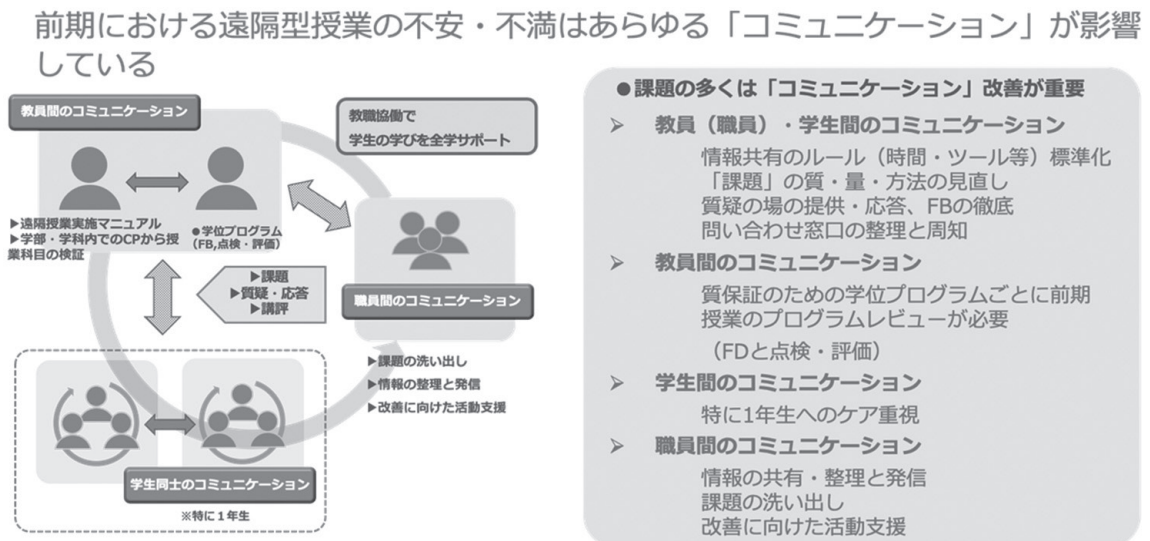 前期における遠隔型授業の不安・不満はあらゆる「コミュニケーション」が影響
している
教員間のコミュニケーション
教職協働で
学生の学びを全学サポート
▶遠隔授業実施マニュアル
▶学部・学科内でのCPから授
業科目の検証
●学位プログラム
(FB,点検・評価)
▶課題
▶質疑・応答
▶講評
職員間のコミュニケーション
▶課題の洗い出し
▶情報の整理と発信
▶改善に向けた活動支援
学生同士のコミュニケーション
※特に１年生
●課題の多くは「コミュニケーション」改善が重要
➢ 教員（職員）・学生間のコミュニケーション
情報共有のルール（時間・ツール等）標準化
「課題」の質・量・方法の見直し
質疑の場の提供・応答、FBの徹底
問い合わせ窓口の整理と周知
➢ 教員間のコミュニケーション
質保証のための学位プログラムごとに前期
授業のプログラムレビューが必要
（FDと点検・評価）
➢ 学生間のコミュニケーション
特に1年生へのケア重視
➢ 職員間のコミュニケーション
情報の共有・整理と発信
課題の洗い出し
改善に向けた活動支援